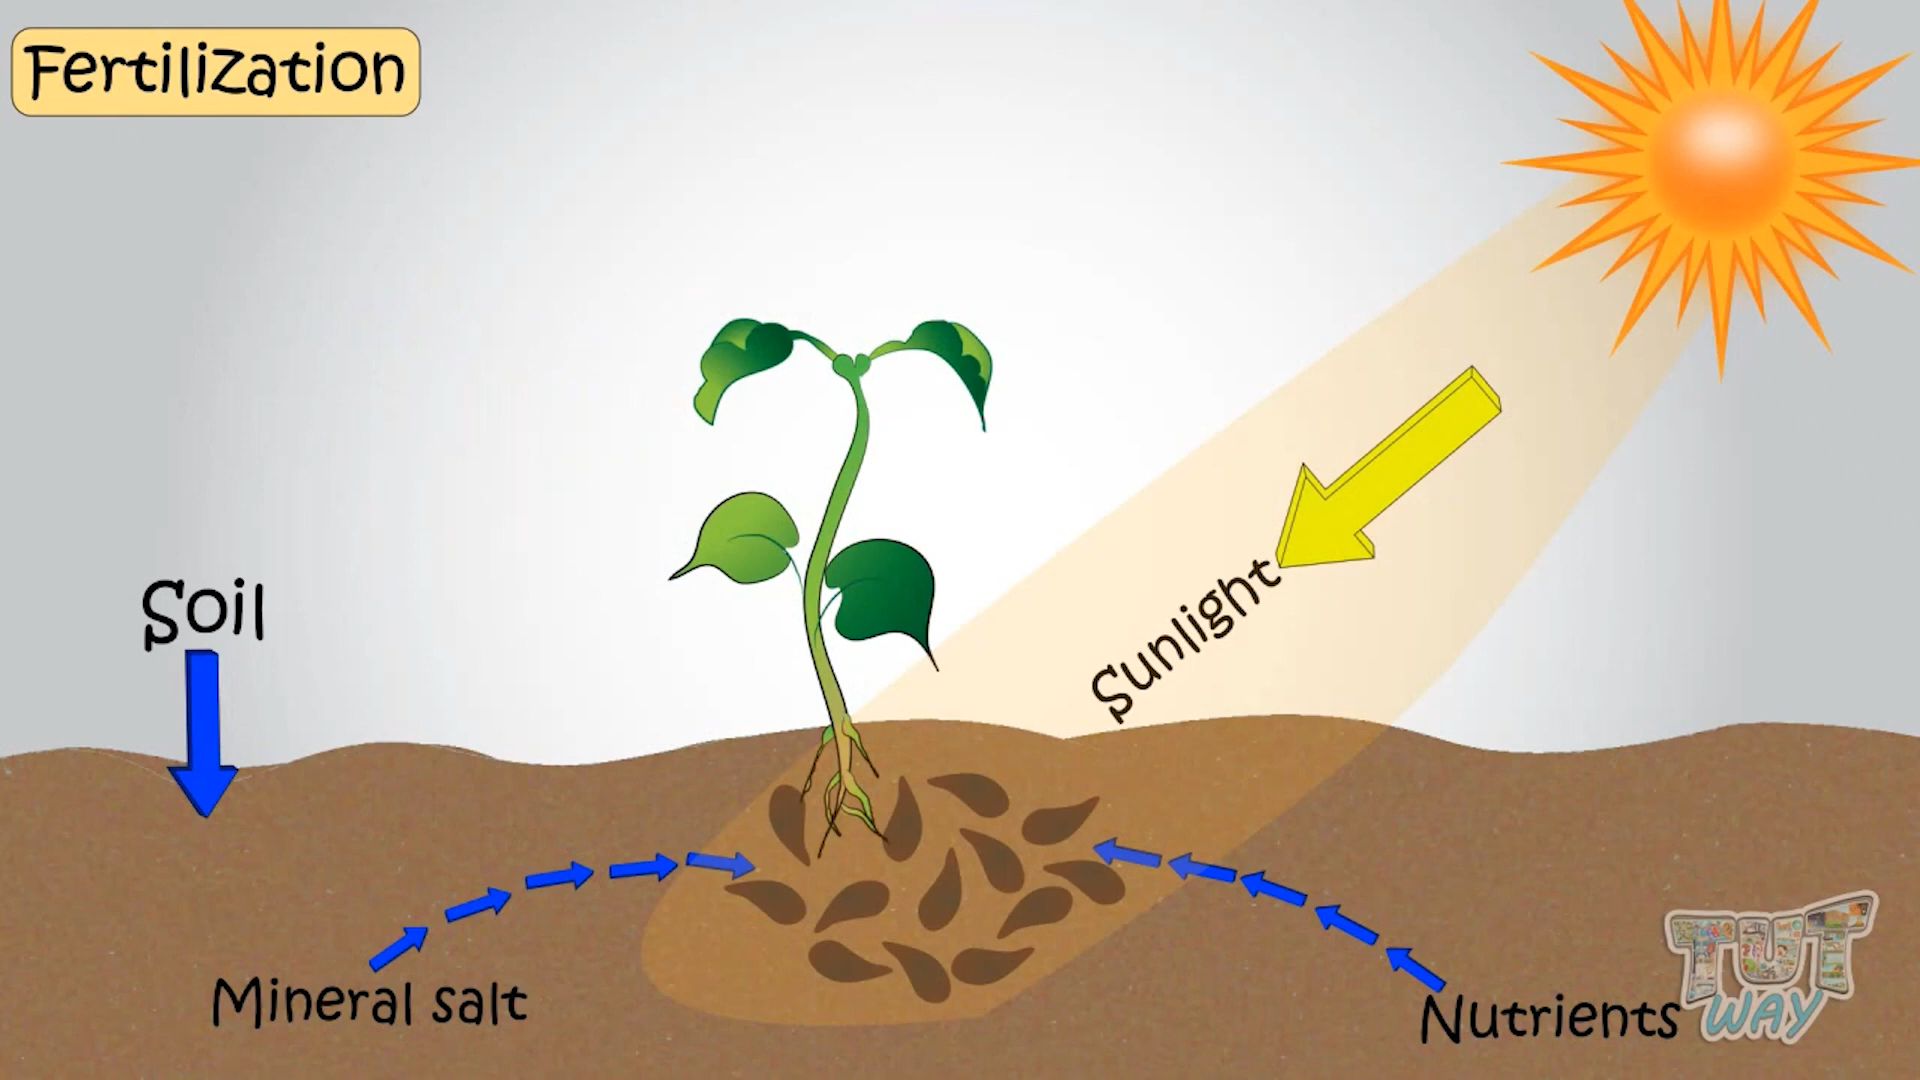 Fertilization
Soil
Sunlight
Mineral salt
Nutrients
TUT
WAY